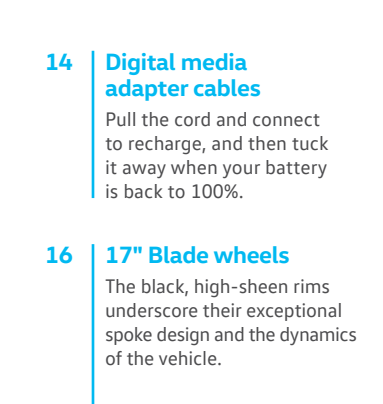 14 Digital media
adapter cables
Pull the cord and connect
to recharge, and then tuck
it away when your battery
is back to 100%.
16 17" Blade wheels
The black, high-sheen rims
underscore their exceptional
spoke design and the dynamics
of the vehicle.